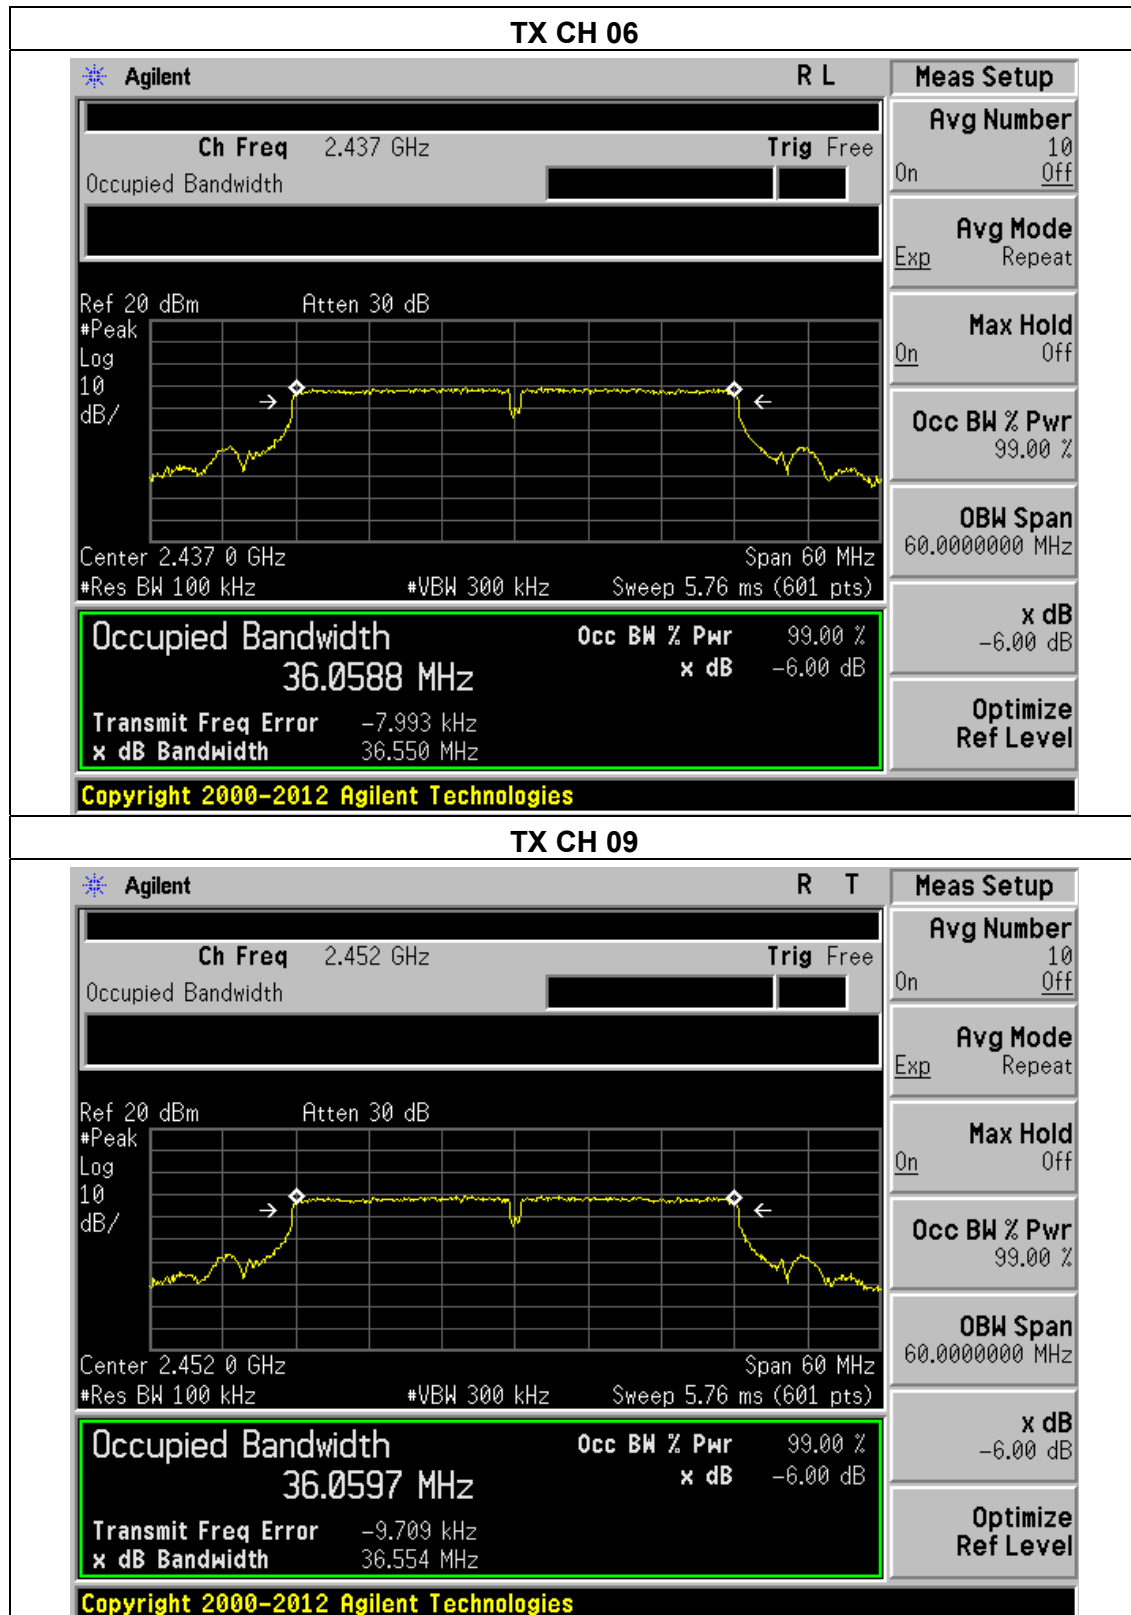 TX CH 06
Agilent R L Meas Setup
Ch Freq 2.437 GHz Trig Free
Occupied Bandwidth
Avg Number
10
On Off
Avg Mode
Exp Repeat
Max Hold
On Off
Occ BW % Pwr
99.00 %
OBW Span
60.0000000 MHz
x dB
-6.00 dB
Optimize
Ref Level
Ref 20 dBm Atten 30 dB
#Peak
Log
10
dB/
Center 2.437 0 GHz Span 60 MHz
#Res BW 100 kHz #VBW 300 kHz Sweep 5.76 ms (601 pts)
Occupied Bandwidth Occ BW % Pwr 99.00 %
36.0588 MHz x dB -6.00 dB
Transmit Freq Error -7.993 kHz
x dB Bandwidth 36.550 MHz
Copyright 2000-2012 Agilent Technologies
TX CH 09
Agilent R T Meas Setup
Ch Freq 2.452 GHz Trig Free
Occupied Bandwidth
Avg Number
10
On Off
Avg Mode
Exp Repeat
Max Hold
On Off
Occ BW % Pwr
99.00 %
OBW Span
60.0000000 MHz
x dB
-6.00 dB
Optimize
Ref Level
Ref 20 dBm Atten 30 dB
#Peak
Log
10
dB/
Center 2.452 0 GHz Span 60 MHz
#Res BW 100 kHz #VBW 300 kHz Sweep 5.76 ms (601 pts)
Occupied Bandwidth Occ BW % Pwr 99.00 %
36.0597 MHz x dB -6.00 dB
Transmit Freq Error -9.709 kHz
x dB Bandwidth 36.554 MHz
Copyright 2000-2012 Agilent Technologies